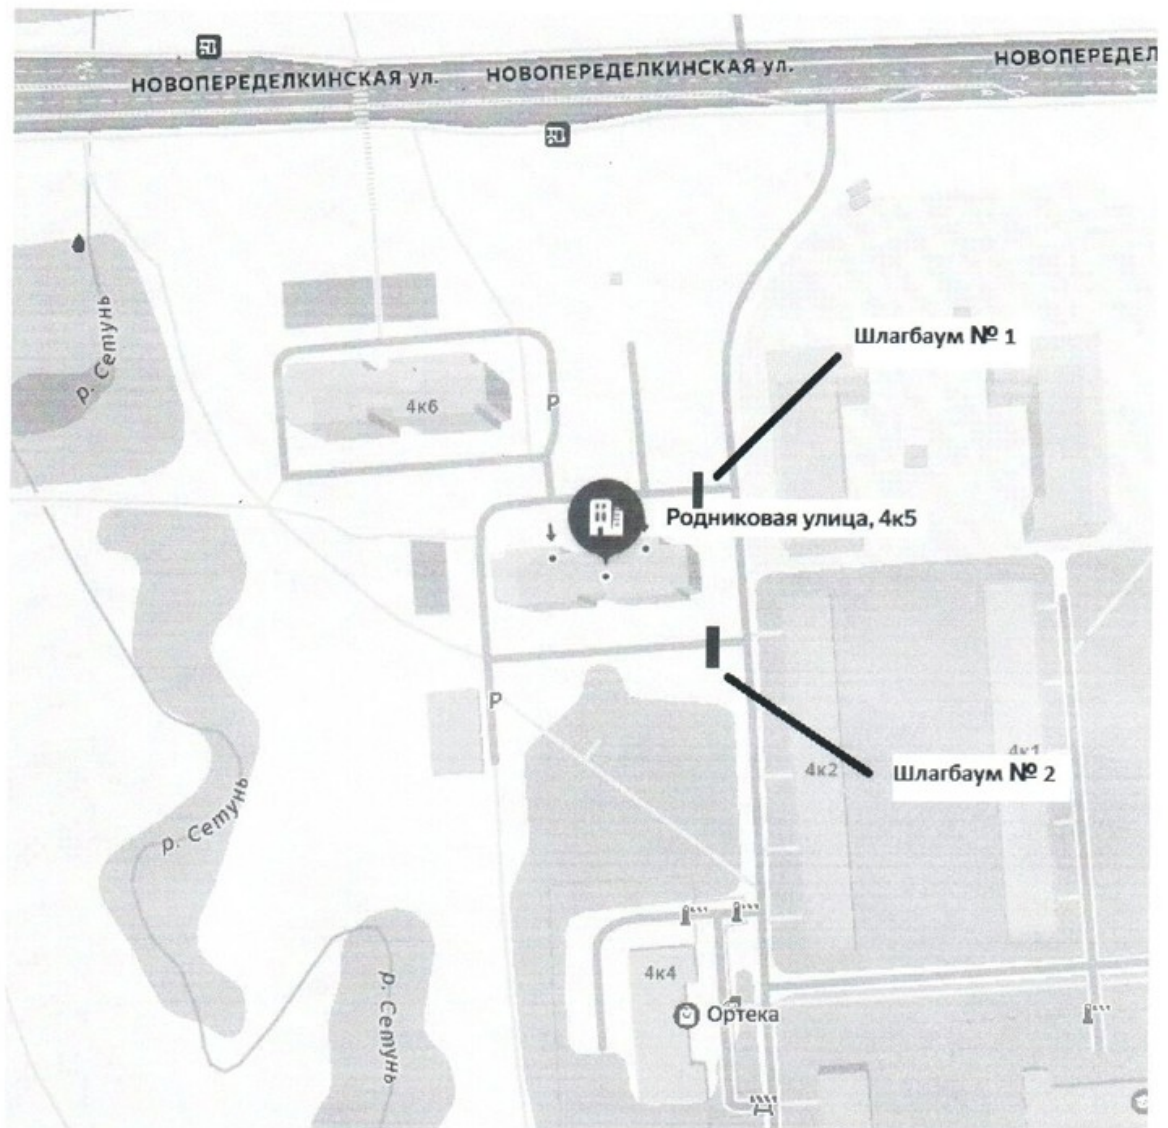 НОВОПЕРЕДЕЛКИНСКАЯ ул.
НОВОПЕРЕДЕЛКИНСКАЯ ул.
НОВОПЕРЕДЕЛ
р. Сетунь
Шлагбаум № 1
4к6
P
Родниковая улица, 4к5
P
4к2
4к1
Шлагбаум № 2
р. Сетунь
4к4
р. Сетунь
Ортека